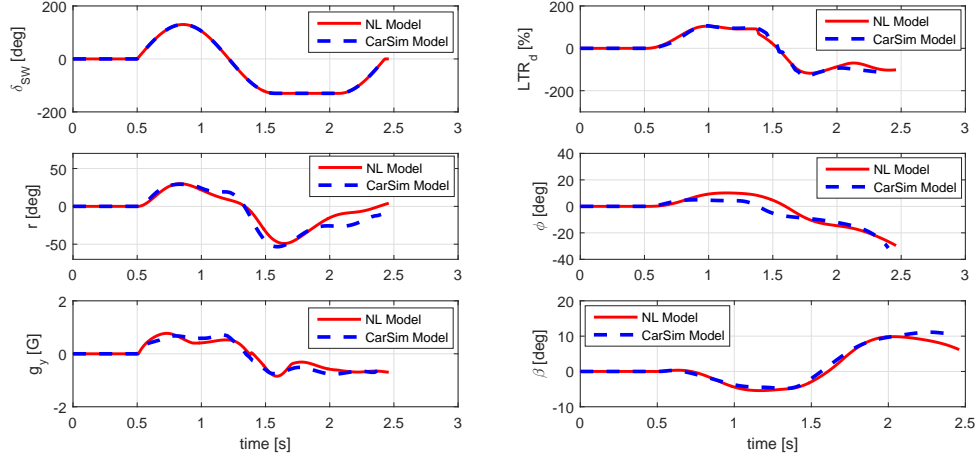 δSW [deg]
200
0
-200
0 0.5 1 1.5 2 2.5 3
NL Model
CarSim Model
LTRd [%]
200
0
-200
0 0.5 1 1.5 2 2.5 3
NL Model
CarSim Model
r [deg]
50
0
-50
0 0.5 1 1.5 2 2.5 3
NL Model
CarSim Model
ϕ [deg]
40
20
0
-20
-40
0 0.5 1 1.5 2 2.5 3
NL Model
CarSim Model
gy [G]
2
0
-2
0 0.5 1 1.5 2 2.5 3
time [s]
NL Model
CarSim Model
β [deg]
20
10
0
-10
0 0.5 1 1.5 2 2.5
time [s]
NL Model
CarSim Model